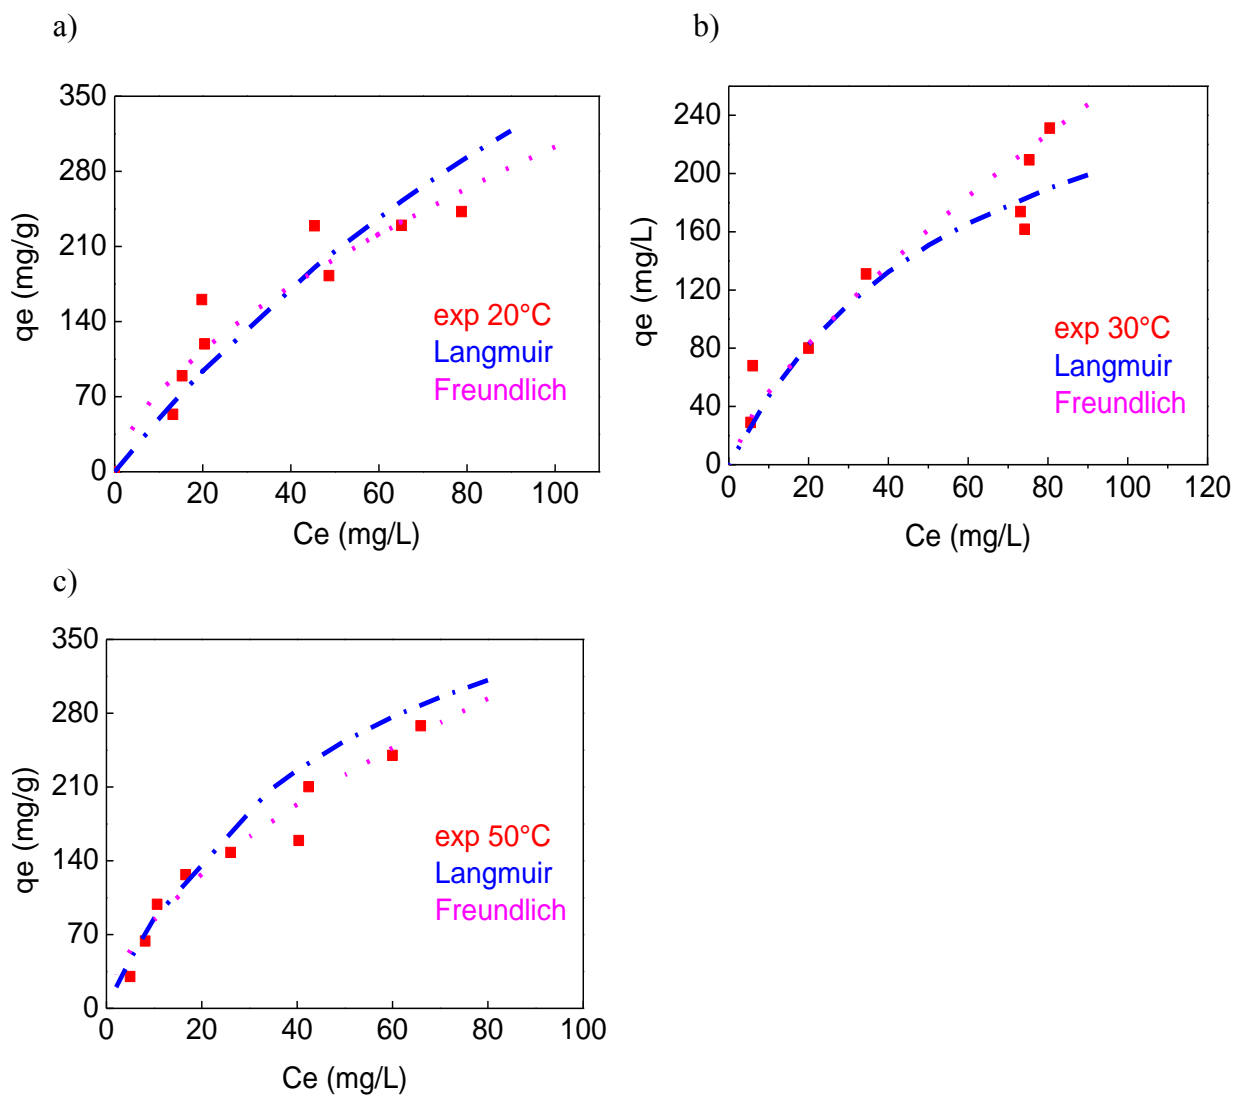 a)
350
280
210
140
70
0
qe (mg/g)
exp 20°C
Langmuir
Freundlich
0 20 40 60 80 100
Ce (mg/L)
b)
240
200
160
120
80
40
0
qe (mg/L)
exp 30°C
Langmuir
Freundlich
0 20 40 60 80 100 120
Ce (mg/L)
c)
350
280
210
140
70
0
qe (mg/g)
exp 50°C
Langmuir
Freundlich
0 20 40 60 80 100
Ce (mg/L)